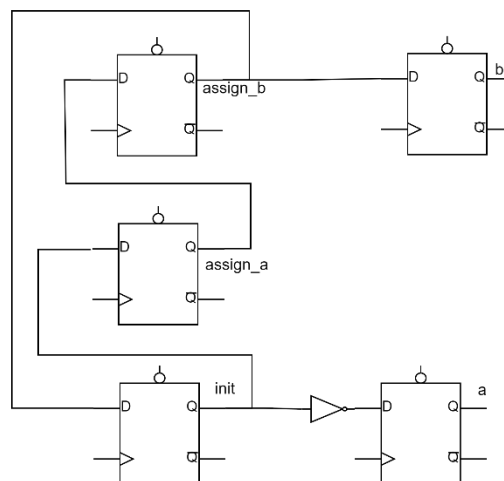 D Q D Q b
assign_b
Q Q
D Q
assign_a
Q
init a
D Q D Q
Q Q